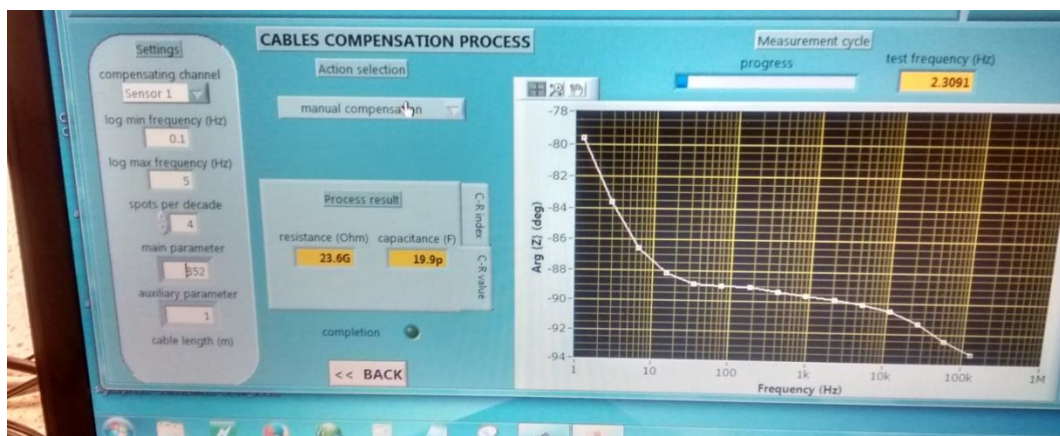 CABLES COMPENSATION PROCESS
Settings
compensating channel
Sensor 1
log min frequency (Hz)
0.1
log max frequency (Hz)
5
spots per decade
4
main parameter
852
auxiliary parameter
1
cable length (m)
Action selection
manual compensation
Process result
resistance (Ohm) capacitance (F)
23.6G 19.9p
C-R index
C-R value
completion
<< BACK
Measurement cycle
progress
test frequency (Hz)
2.3091
Arg (Z) (deg)
-78
-80
-82
-84
-86
-88
-90
-92
-94
1 10 100 1k 10k 100k 1M
Frequency (Hz)